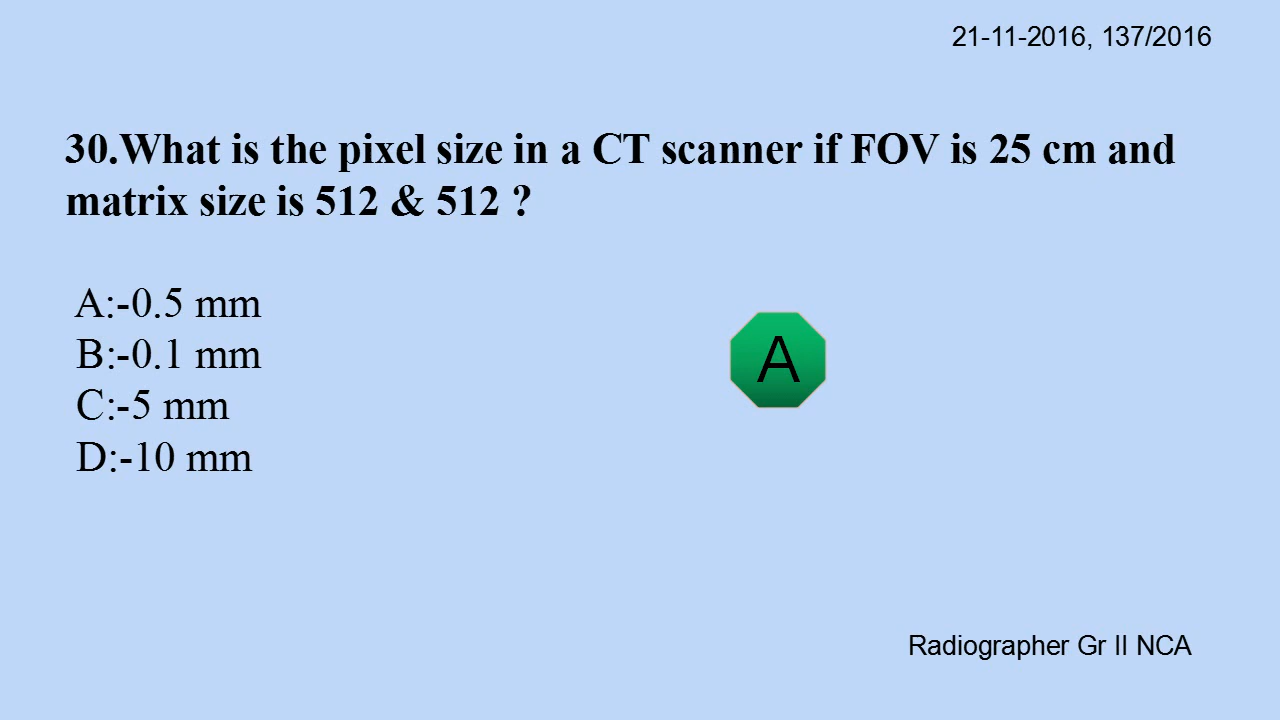 21-11-2016, 137/2016
30.What is the pixel size in a CT scanner if FOV is 25 cm and
matrix size is 512 & 512 ?
A:-0.5 mm
B:-0.1 mm
C:-5 mm
D:-10 mm
A
Radiographer Gr II NCA